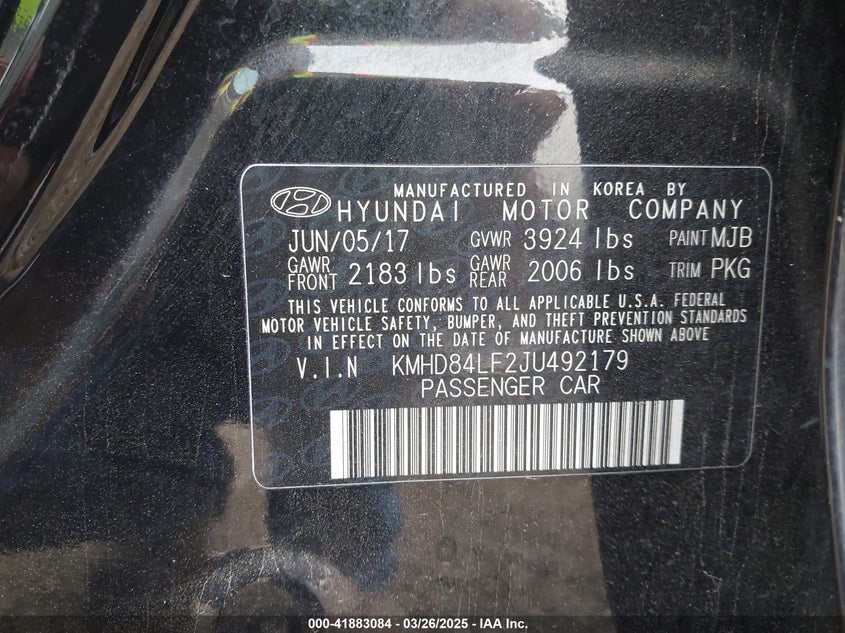 MANUFACTURED IN KOREA BY
HYUNDAI MOTOR COMPANY
JUN/05/17 GVWR 3924 lbs PAINT MJB
GAWR FRONT 2183 lbs GAWR REAR 2006 lbs TRIM PKG
THIS VEHICLE CONFORMS TO ALL APPLICABLE U.S.A. FEDERAL
MOTOR VEHICLE SAFETY, BUMPER, AND THEFT PREVENTION STANDARDS
IN EFFECT ON THE DATE OF MANUFACTURE SHOWN ABOVE
V.I.N KMHD84LF2JU492179
PASSENGER CAR
000-41883084 - 03/26/2025 - IAA Inc.